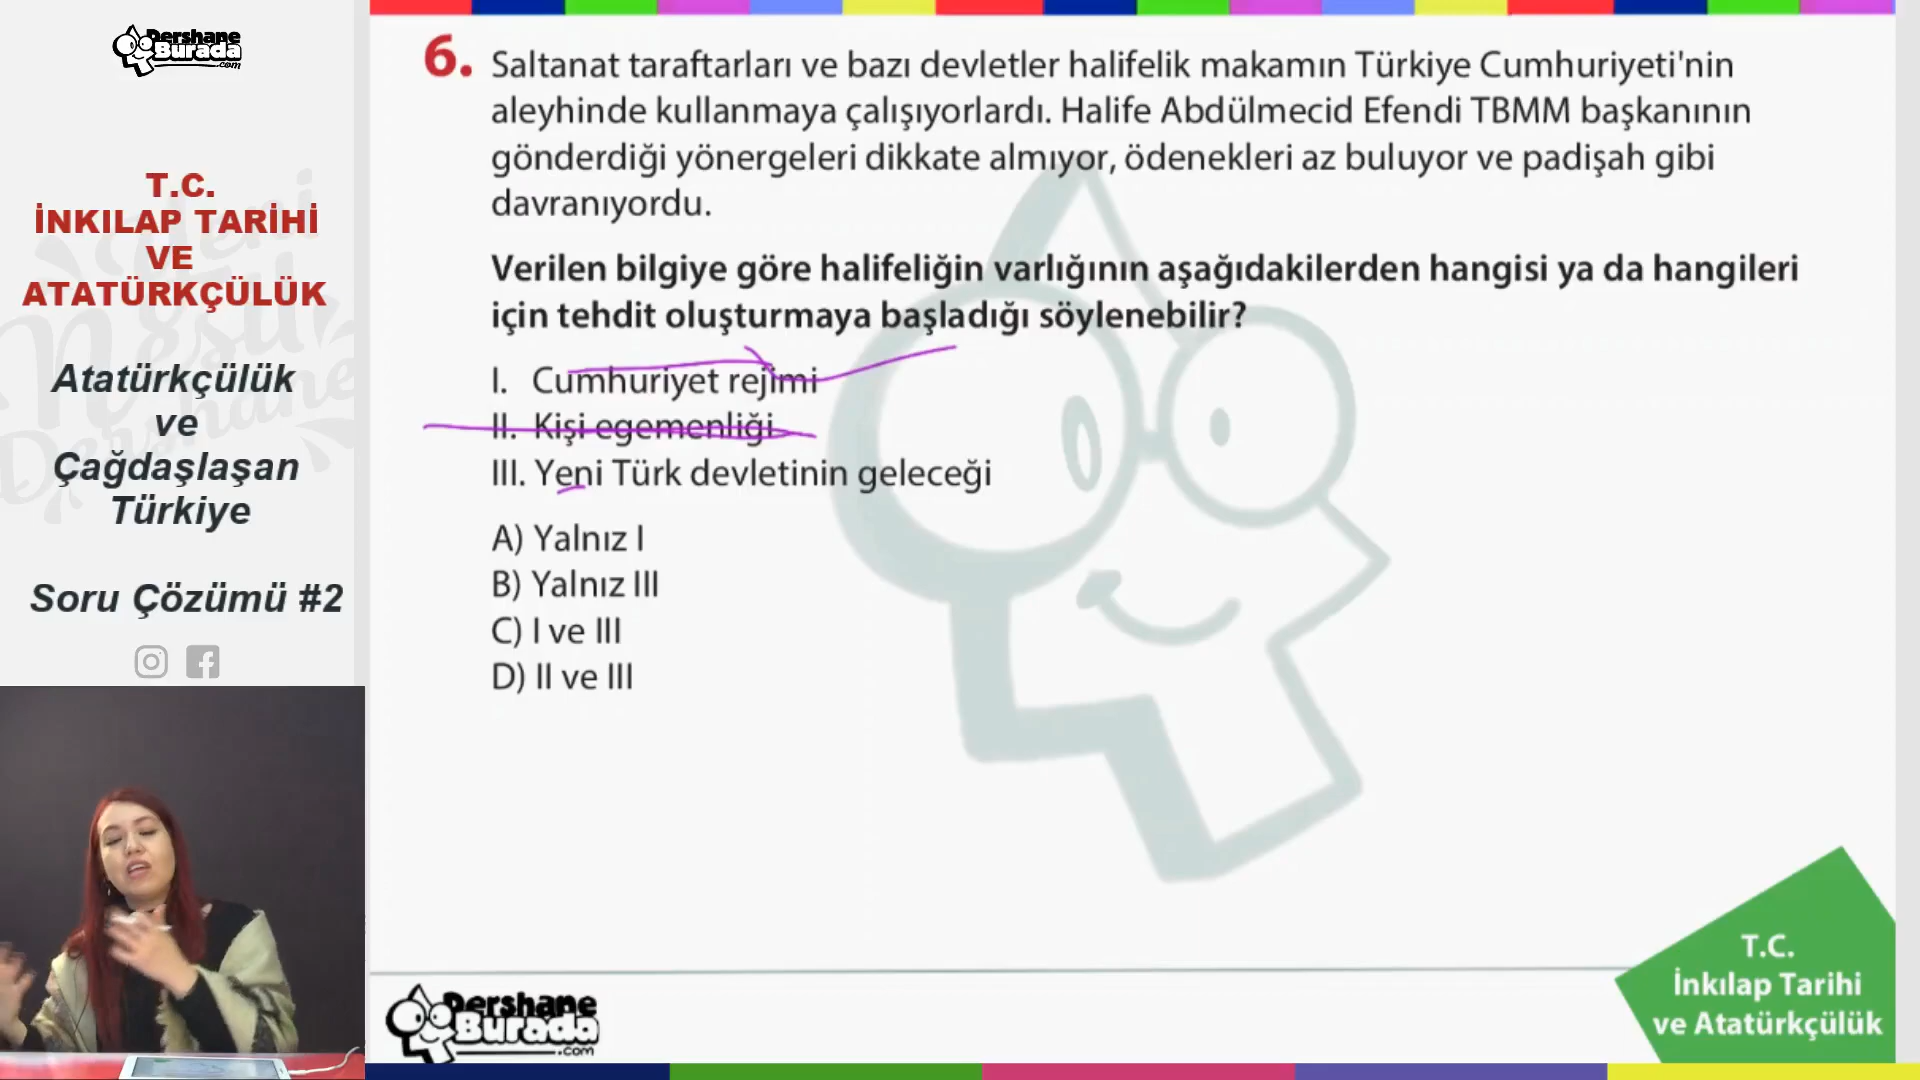 Dershane
Burada
.com
T.C.
İNKILAP TARİHİ
VE
ATATÜRKÇÜLÜK
Atatürkçülük
ve
Çağdaşlaşan
Türkiye
Soru Çözümü #2
6. Saltanat taraftarları ve bazı devletler halifelik makamın Türkiye Cumhuriyeti'nin
aleyhinde kullanmaya çalışıyorlardı. Halife Abdülmecid Efendi TBMM başkanının
gönderdiği yönergeleri dikkate almıyor, ödenekleri az buluyor ve padişah gibi
davranıyordu.
Verilen bilgiye göre halifeliğin varlığının aşağıdakilerden hangisi ya da hangileri
için tehdit oluşturmaya başladığı söylenebilir?
I. Cumhuriyet rejimi
II. Kişi egemenliği
III. Yeni Türk devletinin geleceği
A) Yalnız I
B) Yalnız III
C) I ve III
D) II ve III
Dershane
Burada
.com
T.C.
İnkılap Tarihi
ve Atatürkçülük